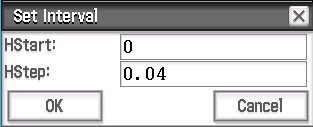 Set Interval
HStart: 0
HStep: 0.04
OK Cancel